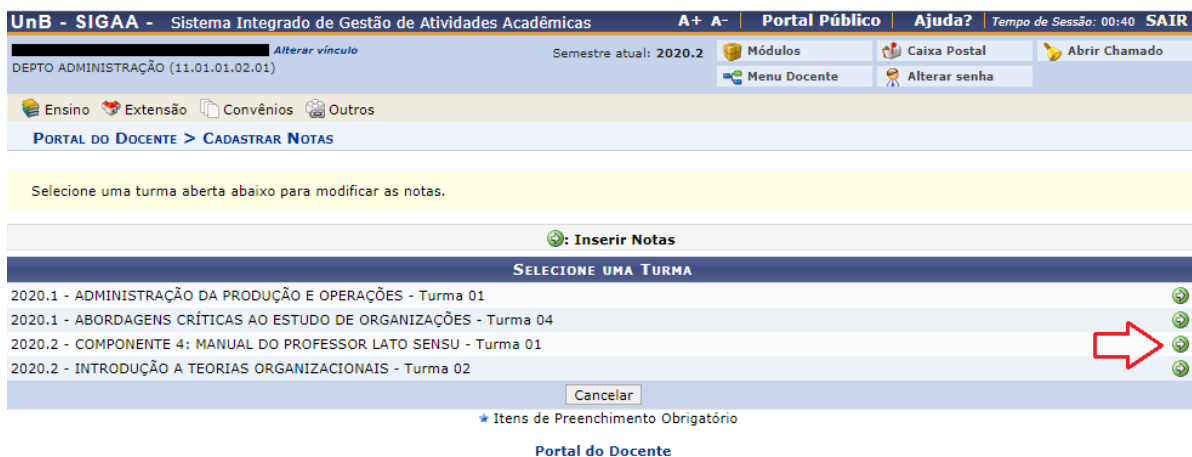 UnB - SIGAA - Sistema Integrado de Gestão de Atividades Acadêmicas A+ A- | Portal Público | Ajuda? | Tempo de Sessão: 00:40 SAIR
Alterar vínculo Semestre atual: 2020.2 Módulos Caixa Postal Abrir Chamado
DEPTO ADMINISTRAÇÃO (11.01.01.02.01)
Menu Docente Alterar senha
Ensino Extensão Convênios Outros
PORTAL DO DOCENTE > CADASTRAR NOTAS
Selecione uma turma aberta abaixo para modificar as notas.
: Inserir Notas
SELECIONE UMA TURMA
2020.1 - ADMINISTRAÇÃO DA PRODUÇÃO E OPERAÇÕES - Turma 01
2020.1 - ABORDAGENS CRÍTICAS AO ESTUDO DE ORGANIZAÇÕES - Turma 04
2020.2 - COMPONENTE 4: MANUAL DO PROFESSOR LATO SENSU - Turma 01
2020.2 - INTRODUÇÃO A TEORIAS ORGANIZACIONAIS - Turma 02
Cancelar
Itens de Preenchimento Obrigatório
Portal do Docente